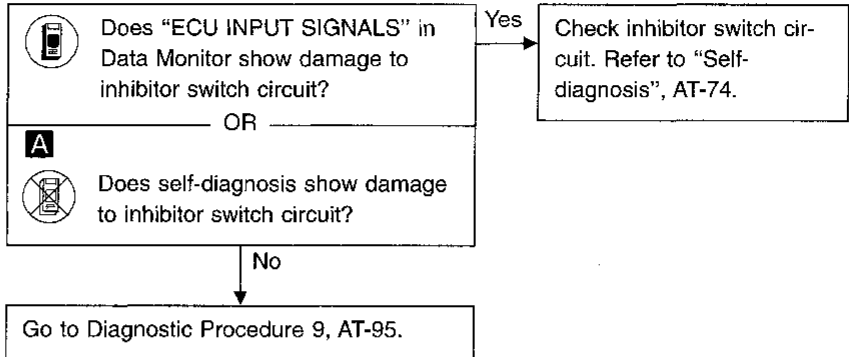 Does “ECU INPUT SIGNALS” in
Data Monitor show damage to
inhibitor switch circuit?
Yes
Check inhibitor switch cir-
cuit. Refer to “Self-
diagnosis”, AT-74.
OR
A
Does self-diagnosis show damage
to inhibitor switch circuit?
No
Go to Diagnostic Procedure 9, AT-95.